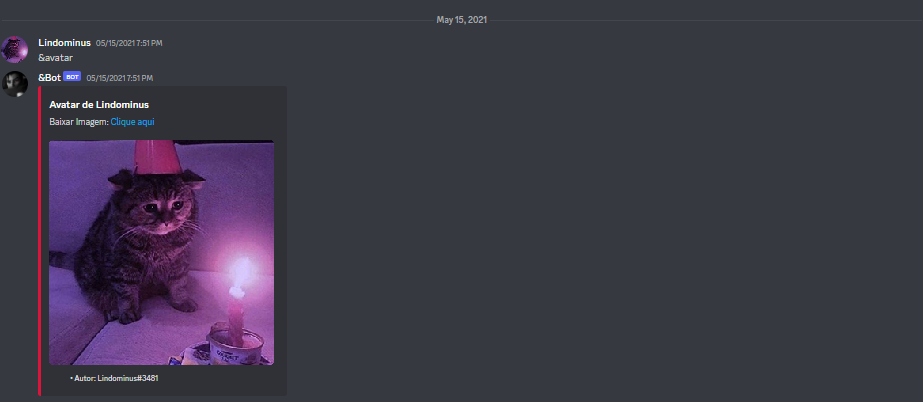 May 15, 2021
Lindominus 05/15/2021 7:51 PM
&avatar
&Bot BOT 05/15/2021 7:51 PM
Avatar de Lindominus
Baixar Imagem: Clique aqui
• Autor: Lindominus#3481